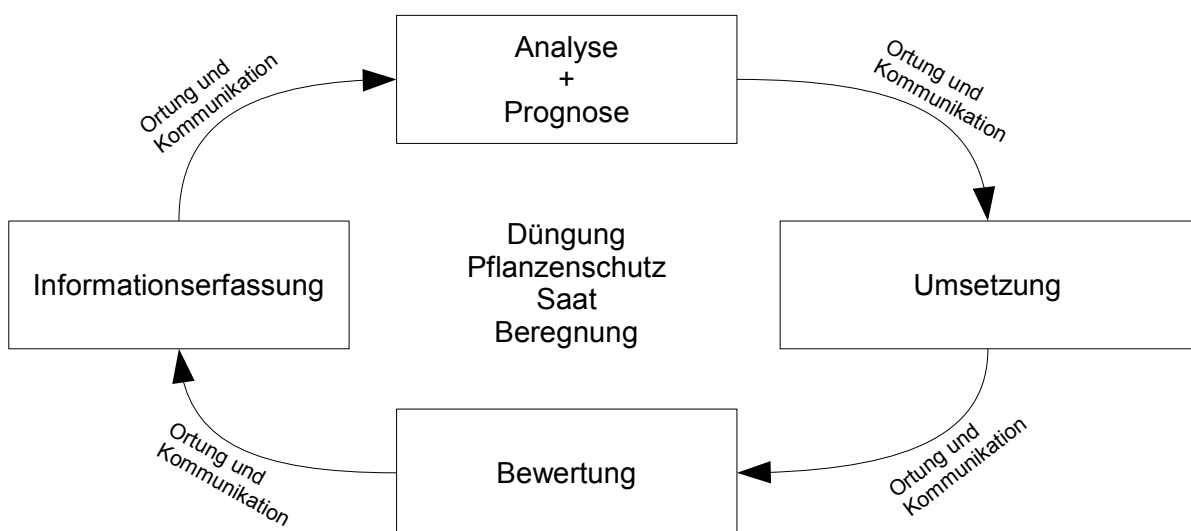 Analyse
+
Prognose
Ortung und
Kommunikation
Ortung und
Kommunikation
Informationserfassung
Düngung
Pflanzenschutz
Saat
Beregnung
Umsetzung
Ortung und
Kommunikation
Bewertung
Ortung und
Kommunikation